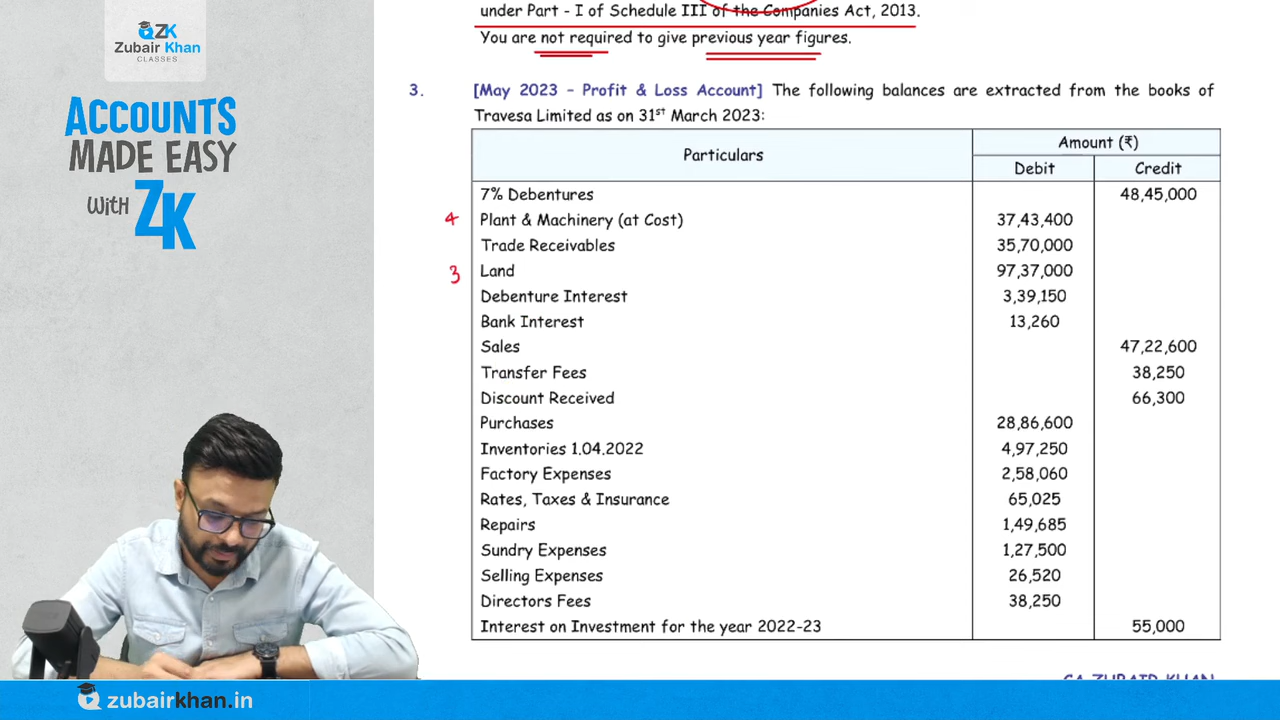 under Part - I of Schedule III of the Companies Act, 2013.
You are not required to give previous year figures.
ZK
Zubair Khan
CLASSES
ACCOUNTS
MADE EASY
with ZK
3. [May 2023 – Profit & Loss Account] The following balances are extracted from the books of
Travesa Limited as on 31st March 2023:
Particulars Amount (₹)
Debit Credit
7% Debentures 48,45,000
4 Plant & Machinery (at Cost) 37,43,400
Trade Receivables 35,70,000
3 Land 97,37,000
Debenture Interest 3,39,150
Bank Interest 13,260
Sales 47,22,600
Transfer Fees 38,250
Discount Received 66,300
Purchases 28,86,600
Inventories 1.04.2022 4,97,250
Factory Expenses 2,58,060
Rates, Taxes & Insurance 65,025
Repairs 1,49,685
Sundry Expenses 1,27,500
Selling Expenses 26,520
Directors Fees 38,250
Interest on Investment for the year 2022-23 55,000
CA ZUBAIR KHAN
zubairkhan.in